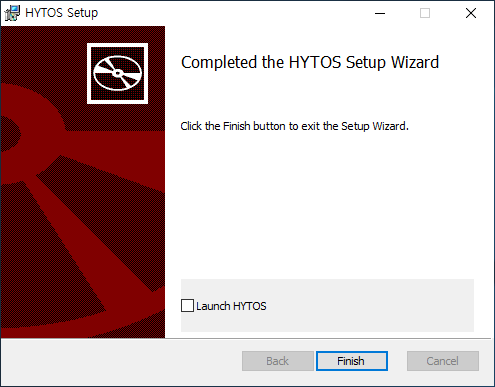 HYTOS Setup
Completed the HYTOS Setup Wizard
Click the Finish button to exit the Setup Wizard.
Launch HYTOS
Back
Finish
Cancel